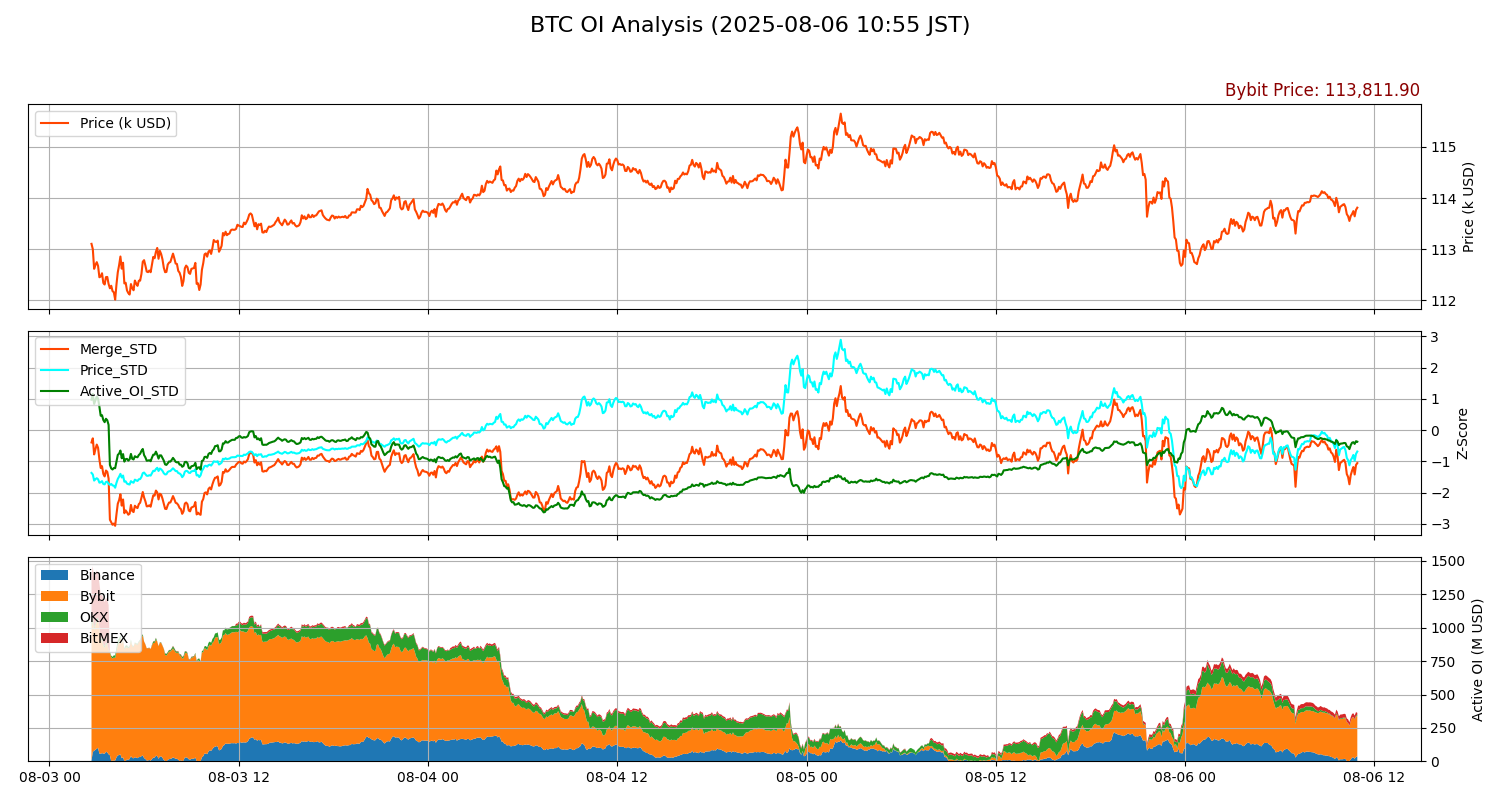 BTC OI Analysis (2025-08-06 10:55 JST)
Bybit Price: 113,811.90
Price (k USD)
115
114
113
112
Price (k USD)
Merge_STD
Price_STD
Active_OI_STD
3
2
1
0
−1
−2
−3
Z-Score
Binance
Bybit
OKX
BitMEX
1500
1250
1000
750
500
250
0
Active OI (M USD)
08-03 00
08-03 12
08-04 00
08-04 12
08-05 00
08-05 12
08-06 00
08-06 12